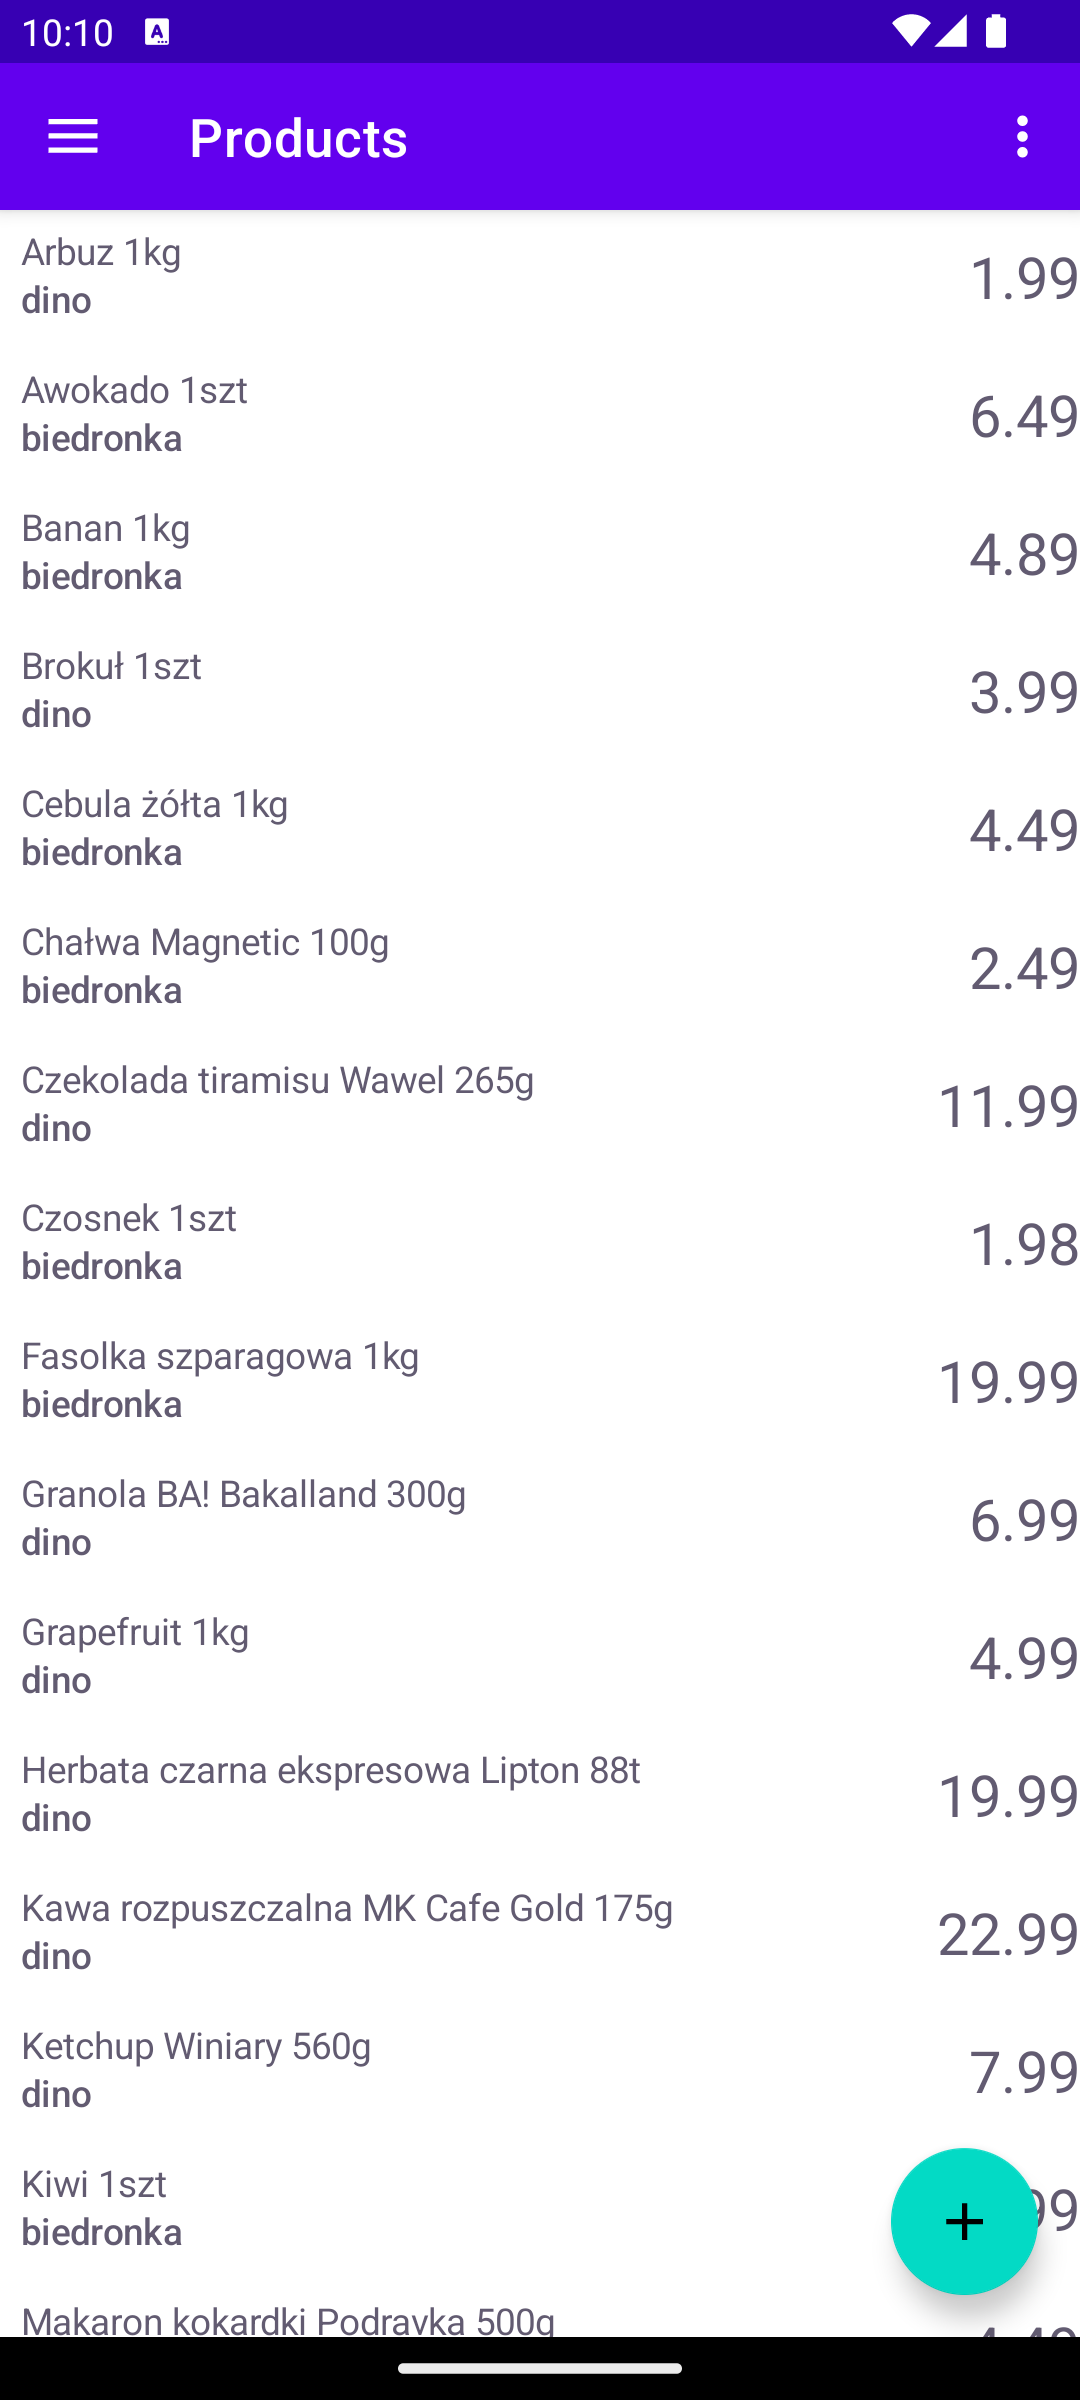 10:10
Products
Arbuz 1kg
1.99
dino
Awokado 1szt
6.49
biedronka
Banan 1kg
4.89
biedronka
Brokuł 1szt
3.99
dino
Cebula żółta 1kg
4.49
biedronka
Chałwa Magnetic 100g
2.49
biedronka
Czekolada tiramisu Wawel 265g
11.99
dino
Czosnek 1szt
1.98
biedronka
Fasolka szparagowa 1kg
19.99
biedronka
Granola BA! Bakalland 300g
6.99
dino
Grapefruit 1kg
4.99
dino
Herbata czarna ekspresowa Lipton 88t
19.99
dino
Kawa rozpuszczalna MK Cafe Gold 175g
22.99
dino
Ketchup Winiary 560g
7.99
dino
Kiwi 1szt
biedronka
Makaron kokardki Podravka 500g